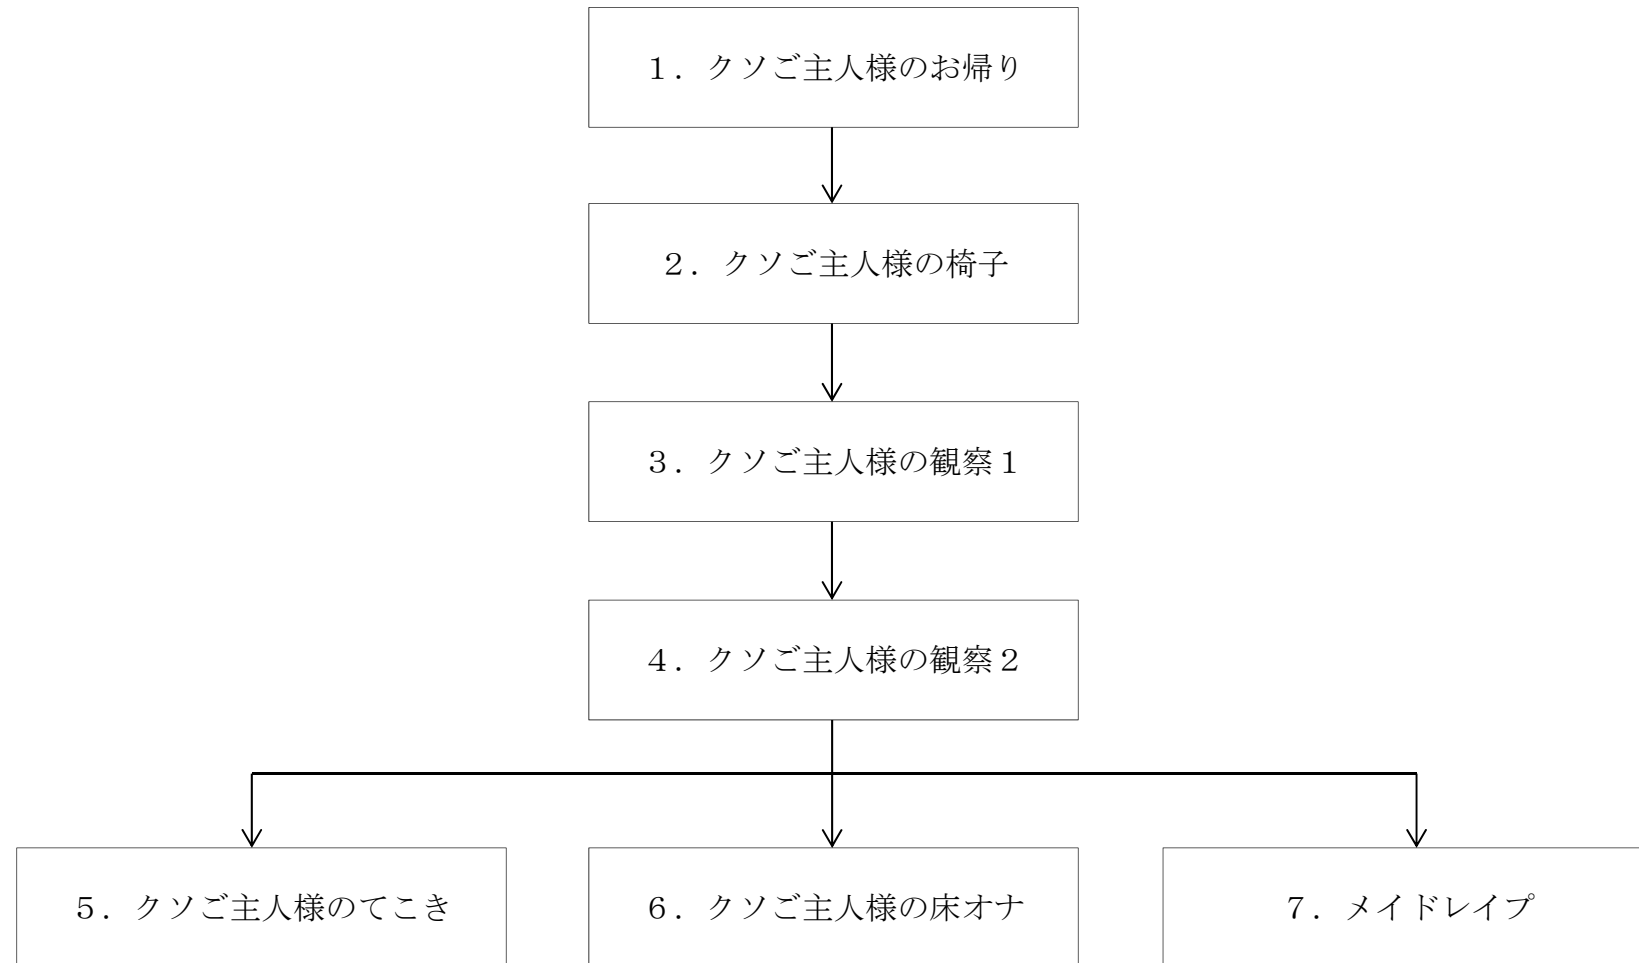 １．クソご主人様のお帰り
２．クソご主人様の椅子
３．クソご主人様の観察１
４．クソご主人様の観察２
５．クソご主人様のてこき
６．クソご主人様の床オナ
７．メイドレイプ